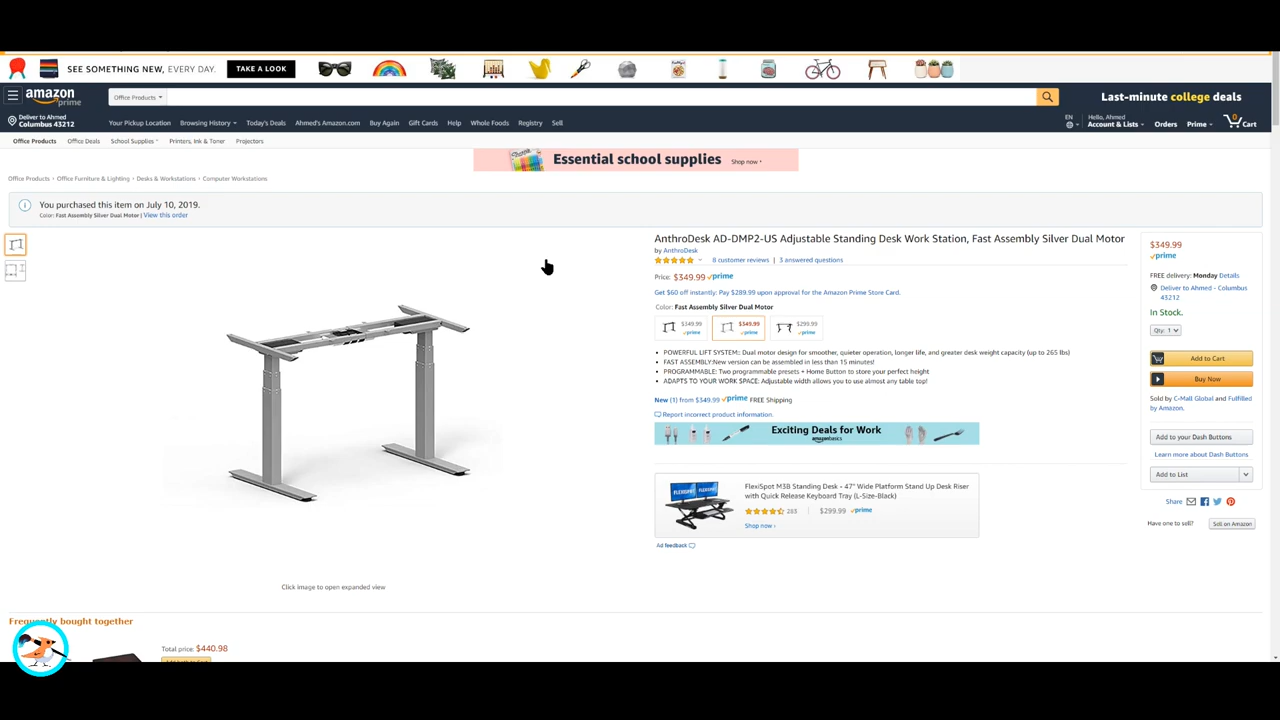 SEE SOMETHING NEW, EVERY DAY. TAKE A LOOK
amazon prime
Office Products
Last-minute college deals
Deliver to Ahmed
Columbus 43212
Your Pickup Location Browsing History Today's Deals Ahmed's Amazon.com Buy Again Gift Cards Help Whole Foods Registry Sell
EN
Hello, Ahmed
Account & Lists Orders Prime 0 Cart
Office Products Office Deals School Supplies Printers, Ink & Toner Projectors
Essential school supplies Shop now
Office Products › Office Furniture & Lighting › Desks & Workstations › Computer Workstations
You purchased this item on July 10, 2019.
Color: Fast Assembly Silver Dual Motor | View this order
AnthroDesk AD-DMP2-US Adjustable Standing Desk Work Station, Fast Assembly Silver Dual Motor
by AnthroDesk
8 customer reviews | 3 answered questions
Price: $349.99 prime
Get $60 off instantly: Pay $289.99 upon approval for the Amazon Prime Store Card.
Color: Fast Assembly Silver Dual Motor
$349.99 prime $349.99 prime $299.99 prime
• POWERFUL LIFT SYSTEM:: Dual motor design for smoother, quieter operation, longer life, and greater desk weight capacity (up to 265 lbs)
• FAST ASSEMBLY:New version can be assembled in less than 15 minutes!
• PROGRAMMABLE: Two programmable presets + Home Button to store your perfect height
• ADAPTS TO YOUR WORK SPACE: Adjustable width allows you to use almost any table top!
New (1) from $349.99 prime FREE Shipping
Report incorrect product information.
Exciting Deals for Work
amazonbasics
FlexiSpot M3B Standing Desk - 47" Wide Platform Stand Up Desk Riser
with Quick Release Keyboard Tray (L-Size-Black)
283 | $299.99 prime
Shop now ›
Ad feedback
$349.99
prime
FREE delivery: Monday Details
Deliver to Ahmed - Columbus
43212
In Stock.
Qty: 1
Add to Cart
Buy Now
Sold by C-Mall Global and Fulfilled
by Amazon.
Add to your Dash Buttons
Learn more about Dash Buttons
Add to List
Share
Have one to sell? Sell on Amazon
Click image to open expanded view
Frequently bought together
Total price: $440.98